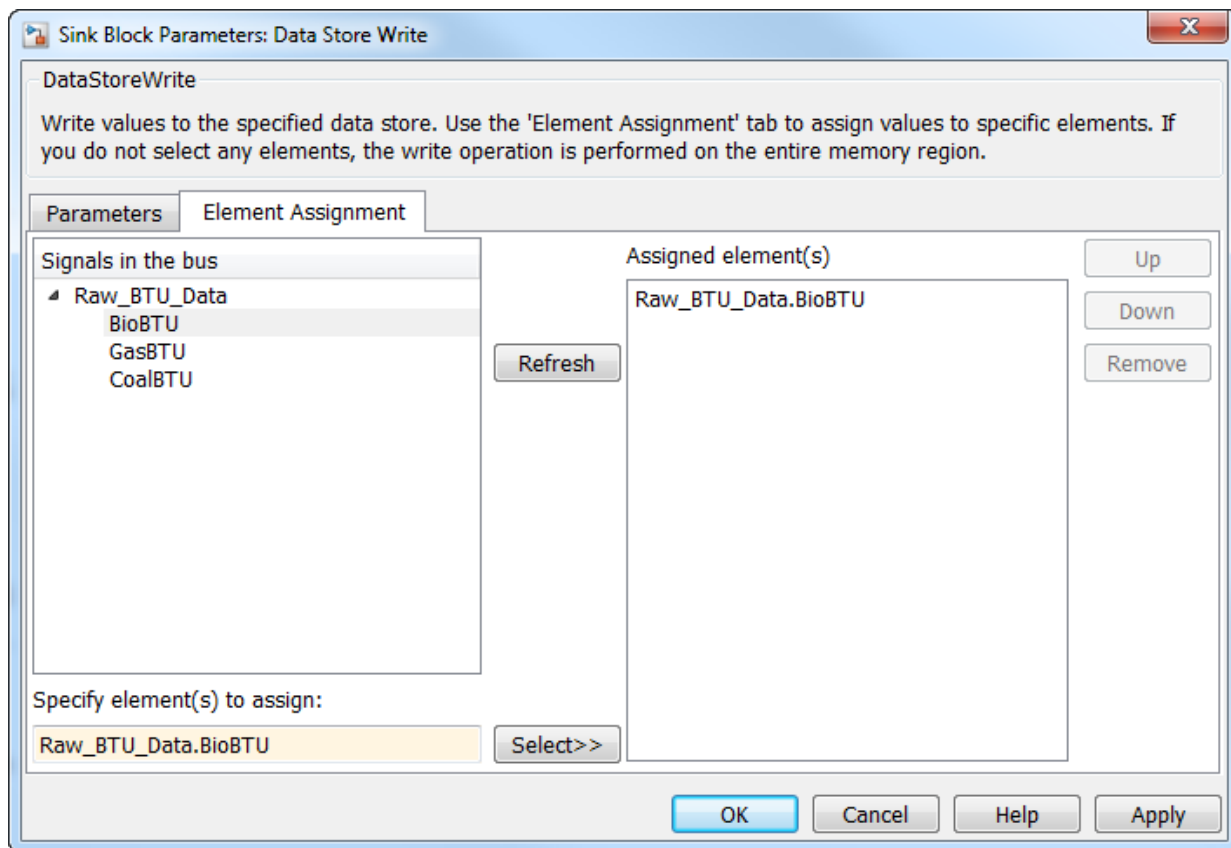 Sink Block Parameters: Data Store Write
DataStoreWrite
Write values to the specified data store. Use the 'Element Assignment' tab to assign values to specific elements. If
you do not select any elements, the write operation is performed on the entire memory region.
Parameters
Element Assignment
Signals in the bus
Raw_BTU_Data
BioBTU
GasBTU
CoalBTU
Refresh
Assigned element(s)
Raw_BTU_Data.BioBTU
Up
Down
Remove
Specify element(s) to assign:
Raw_BTU_Data.BioBTU
Select>>
OK
Cancel
Help
Apply